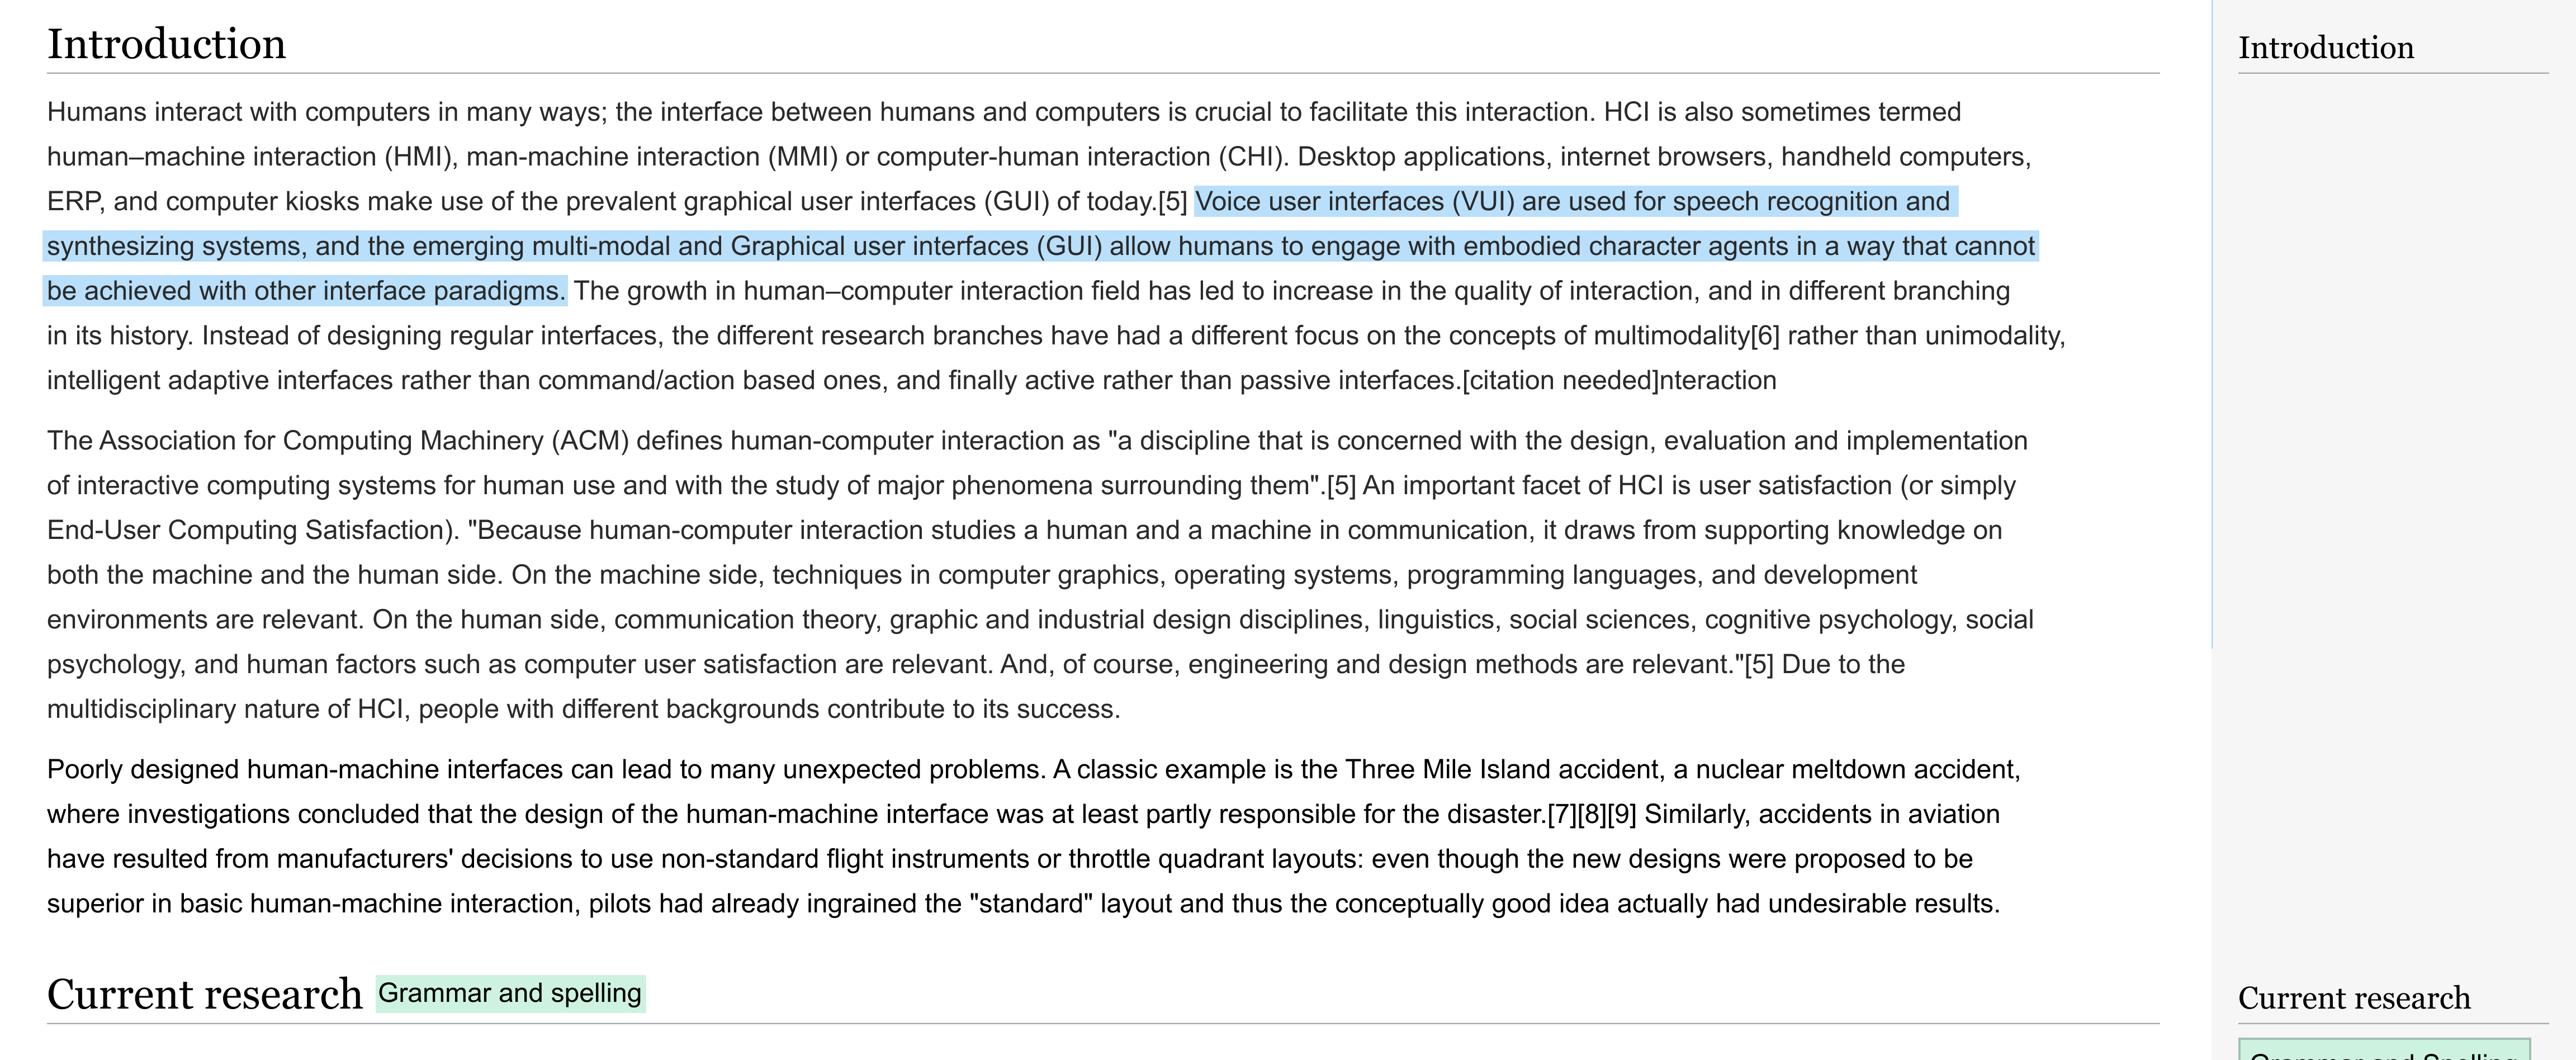 Introduction
Humans interact with computers in many ways; the interface between humans and computers is crucial to facilitate this interaction. HCI is also sometimes termed
human–machine interaction (HMI), man-machine interaction (MMI) or computer-human interaction (CHI). Desktop applications, internet browsers, handheld computers,
ERP, and computer kiosks make use of the prevalent graphical user interfaces (GUI) of today.[5] Voice user interfaces (VUI) are used for speech recognition and
synthesizing systems, and the emerging multi-modal and Graphical user interfaces (GUI) allow humans to engage with embodied character agents in a way that cannot
be achieved with other interface paradigms. The growth in human–computer interaction field has led to increase in the quality of interaction, and in different branching
in its history. Instead of designing regular interfaces, the different research branches have had a different focus on the concepts of multimodality[6] rather than unimodality,
intelligent adaptive interfaces rather than command/action based ones, and finally active rather than passive interfaces.[citation needed]nteraction
The Association for Computing Machinery (ACM) defines human-computer interaction as "a discipline that is concerned with the design, evaluation and implementation
of interactive computing systems for human use and with the study of major phenomena surrounding them".[5] An important facet of HCI is user satisfaction (or simply
End-User Computing Satisfaction). "Because human-computer interaction studies a human and a machine in communication, it draws from supporting knowledge on
both the machine and the human side. On the machine side, techniques in computer graphics, operating systems, programming languages, and development
environments are relevant. On the human side, communication theory, graphic and industrial design disciplines, linguistics, social sciences, cognitive psychology, social
psychology, and human factors such as computer user satisfaction are relevant. And, of course, engineering and design methods are relevant."[5] Due to the
multidisciplinary nature of HCI, people with different backgrounds contribute to its success.
Poorly designed human-machine interfaces can lead to many unexpected problems. A classic example is the Three Mile Island accident, a nuclear meltdown accident,
where investigations concluded that the design of the human-machine interface was at least partly responsible for the disaster.[7][8][9] Similarly, accidents in aviation
have resulted from manufacturers' decisions to use non-standard flight instruments or throttle quadrant layouts: even though the new designs were proposed to be
superior in basic human-machine interaction, pilots had already ingrained the "standard" layout and thus the conceptually good idea actually had undesirable results.
Current research Grammar and spelling
Introduction
Current research
Grammar and Spelling